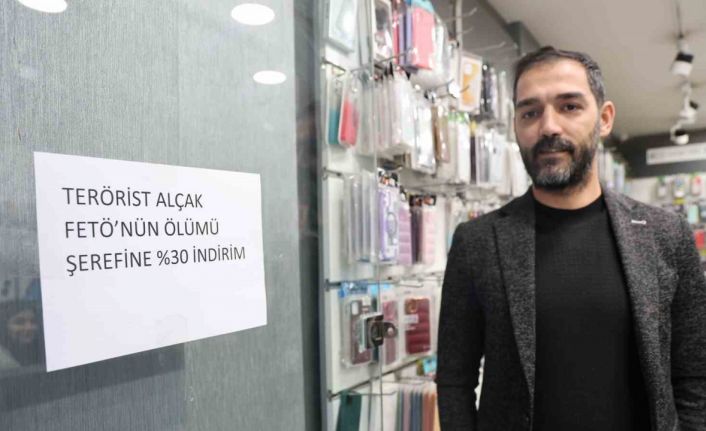 TERÖRİST ALÇAK
FETÖ'NÜN ÖLÜMÜ
ŞEREFİNE %30 İNDİRİM